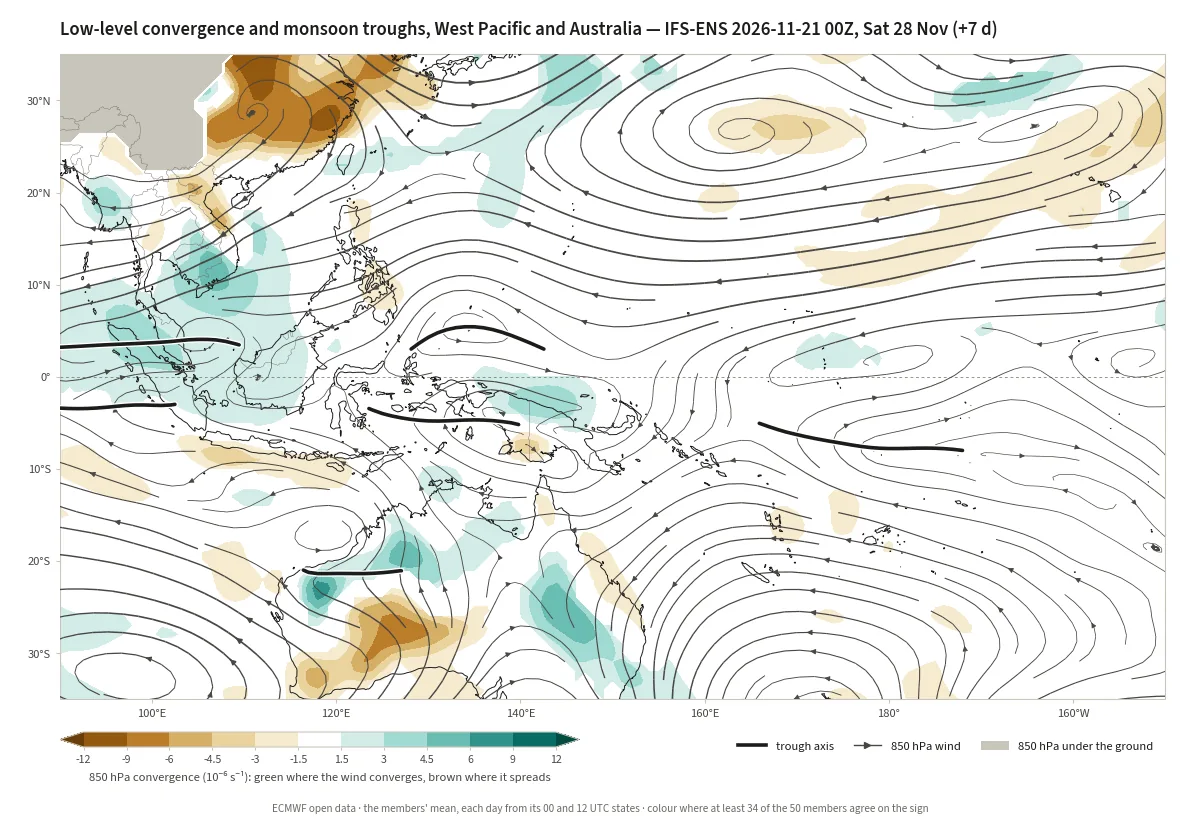 Low-level convergence and monsoon troughs, West Pacific and Australia — IFS-ENS 2026-11-21 00Z, Sat 28 Nov (+7 d)
30°N
20°N
10°N
0°
10°S
20°S
30°S
100°E 120°E 140°E 160°E 180° 160°W
-12 -9 -6 -4.5 -3 -1.5 1.5 3 4.5 6 9 12
850 hPa convergence (10⁻⁶ s⁻¹): green where the wind converges, brown where it spreads
trough axis 850 hPa wind 850 hPa under the ground
ECMWF open data · the members' mean, each day from its 00 and 12 UTC states · colour where at least 34 of the 50 members agree on the sign